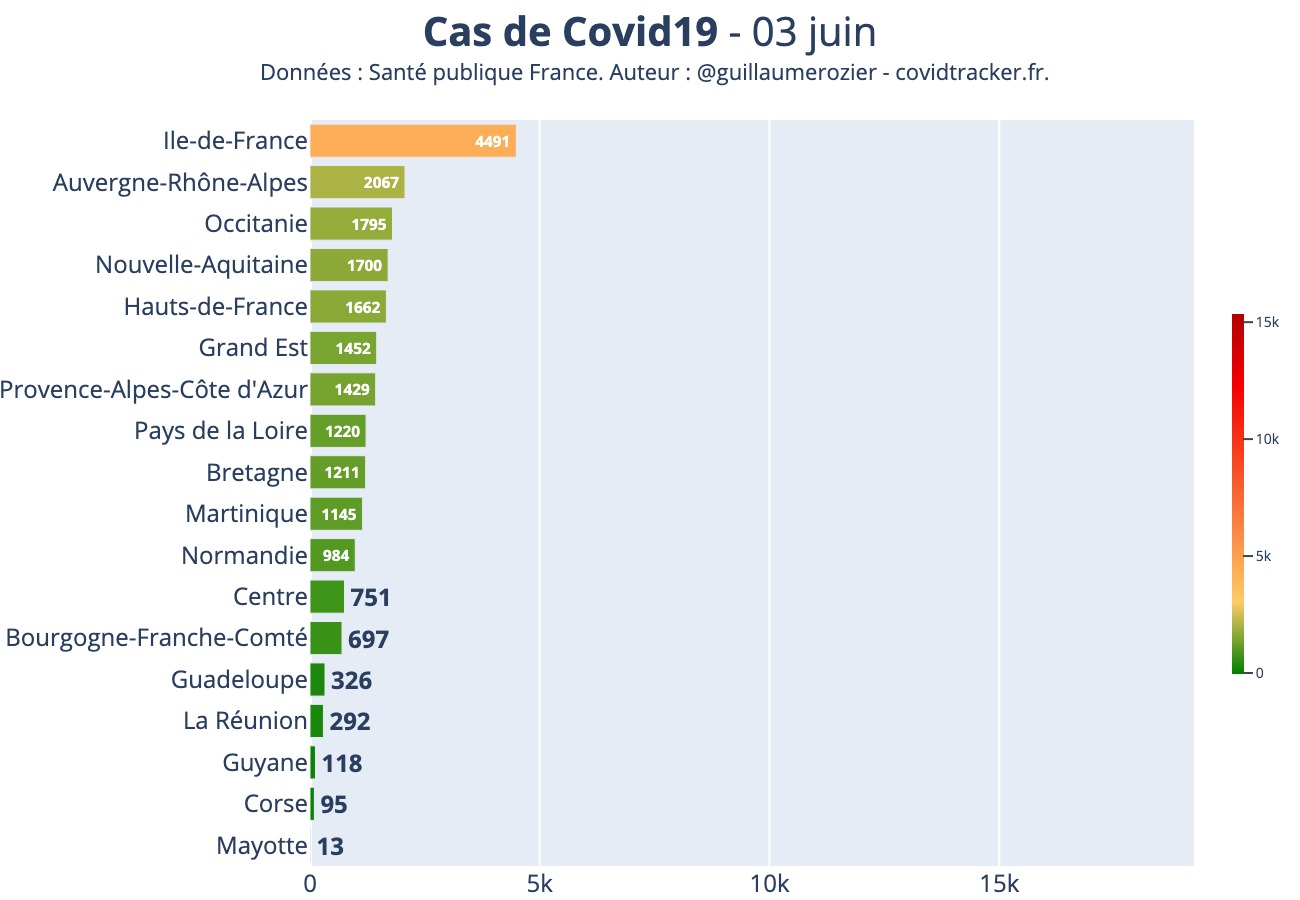 Cas de Covid19 - 03 juin
Données : Santé publique France. Auteur : @guillaumerozier - covidtracker.fr.
Ile-de-France 4491
Auvergne-Rhône-Alpes 2067
Occitanie 1795
Nouvelle-Aquitaine 1700
Hauts-de-France 1662
Grand Est 1452
Provence-Alpes-Côte d'Azur 1429
Pays de la Loire 1220
Bretagne 1211
Martinique 1145
Normandie 984
Centre 751
Bourgogne-Franche-Comté 697
Guadeloupe 326
La Réunion 292
Guyane 118
Corse 95
Mayotte 13
0 5k 10k 15k
15k
10k
5k
0